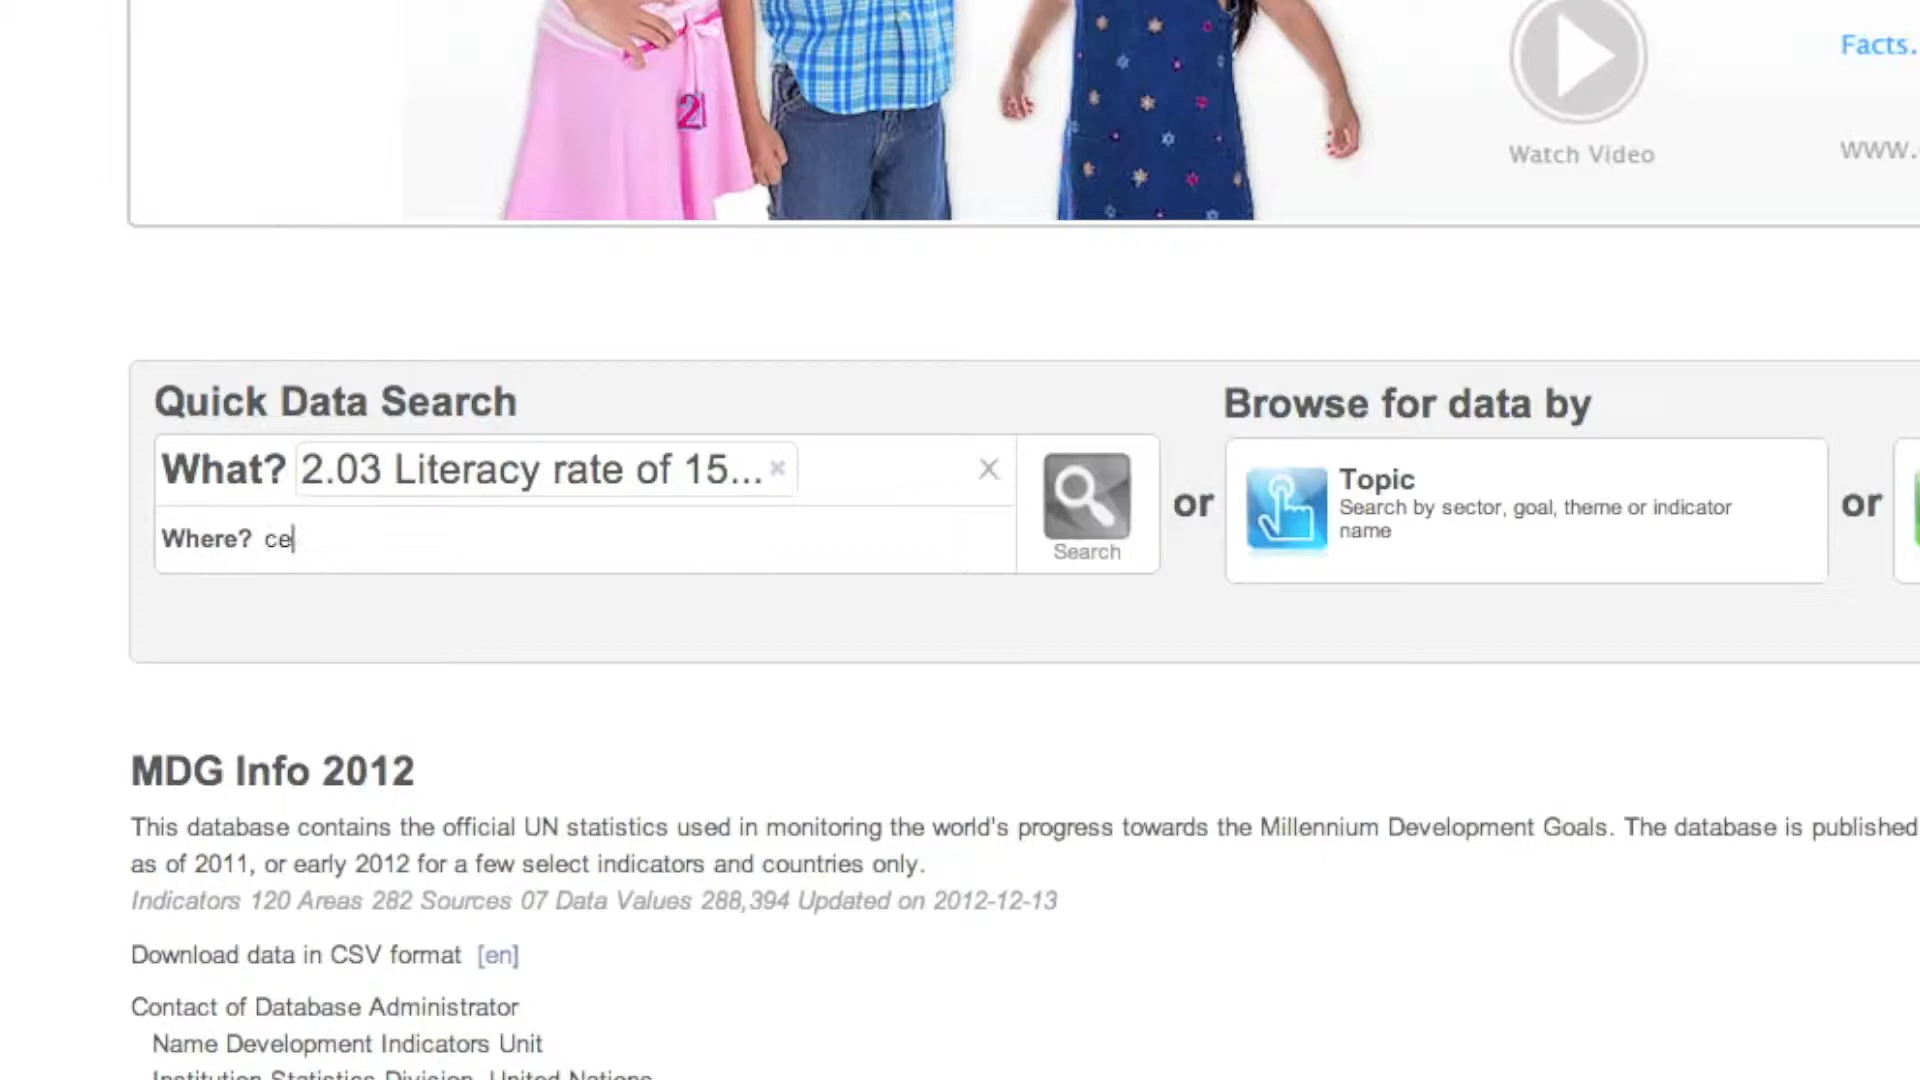 2
Facts.
Watch Video
www.
Quick Data Search
Browse for data by
What? 2.03 Literacy rate of 15...
Where? ce
Search
or
Topic
Search by sector, goal, theme or indicator
name
or
MDG Info 2012
This database contains the official UN statistics used in monitoring the world's progress towards the Millennium Development Goals. The database is published
as of 2011, or early 2012 for a few select indicators and countries only.
Indicators 120 Areas 282 Sources 07 Data Values 288,394 Updated on 2012-12-13
Download data in CSV format [en]
Contact of Database Administrator
Name Development Indicators Unit
Institution Statistics Division, United Nations